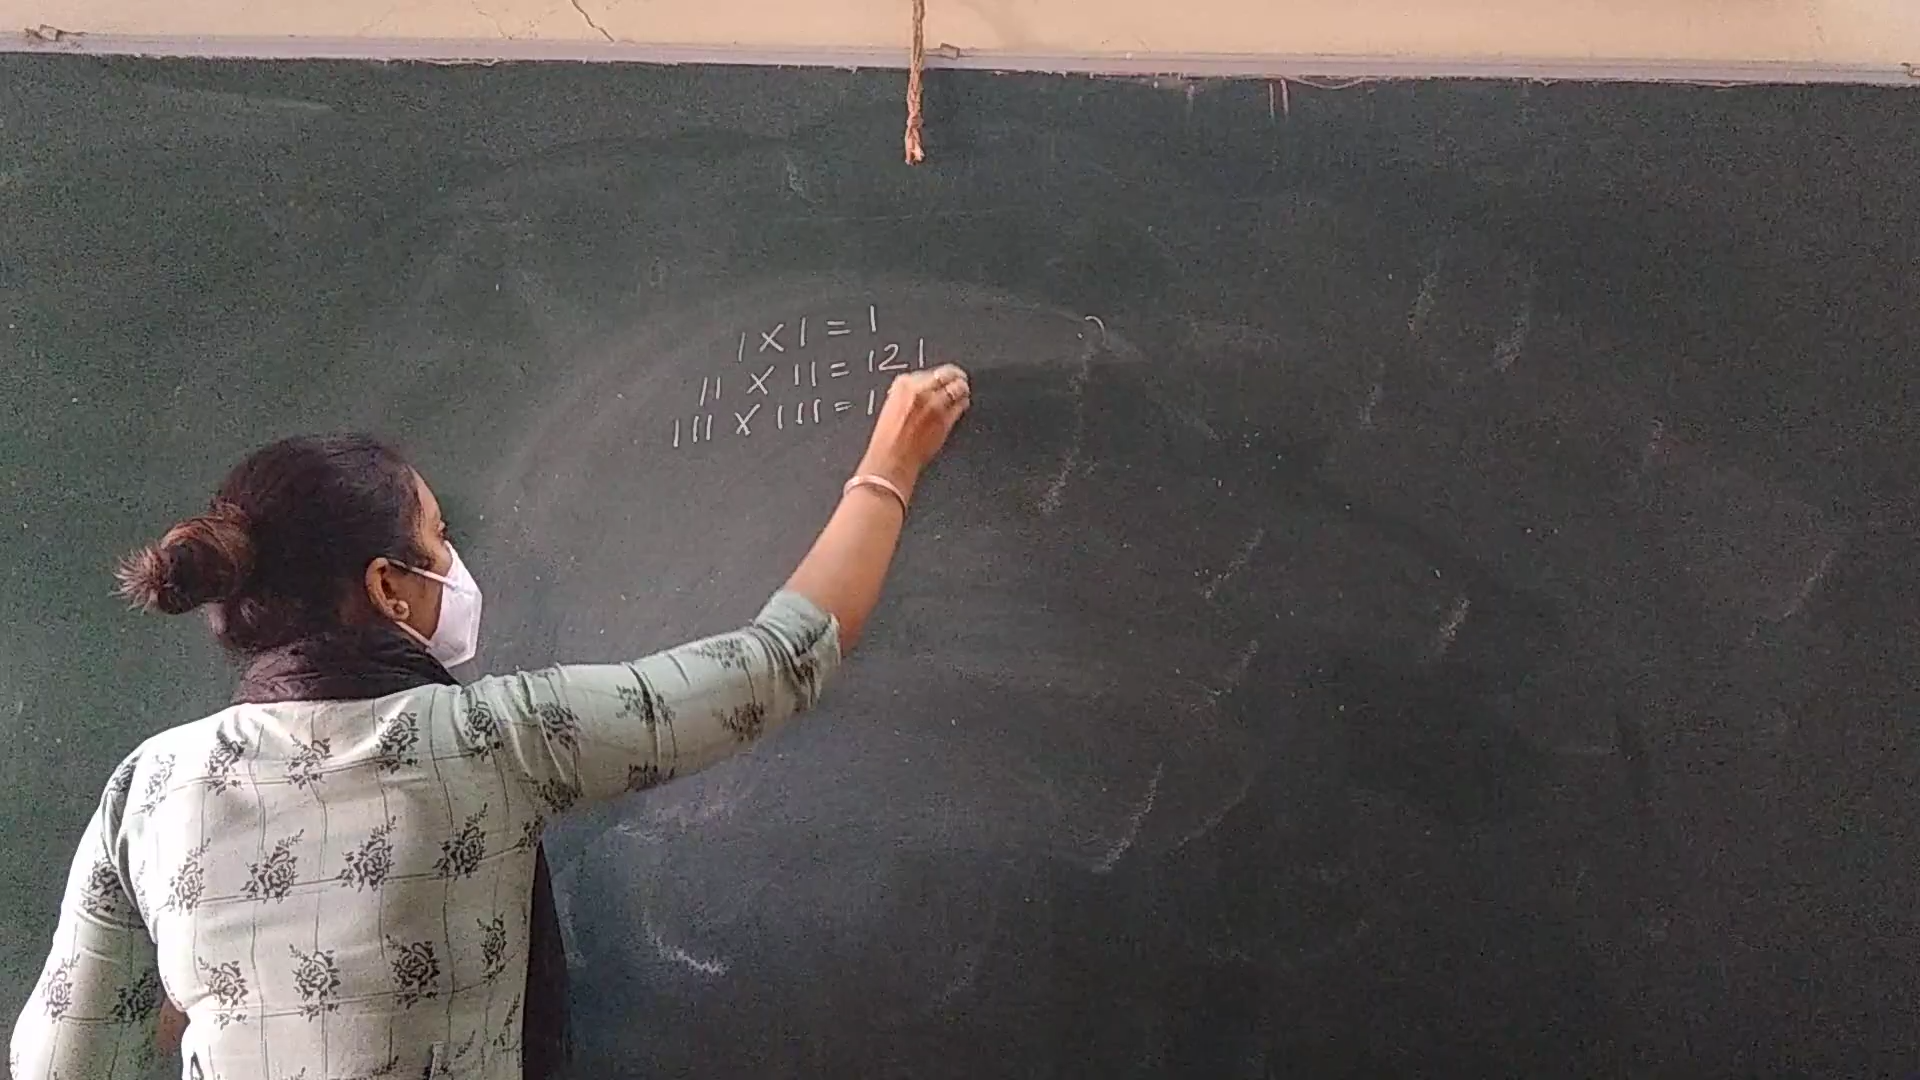 1 X 1 = 1
11 X 11 = 121
111 X 111 = 1